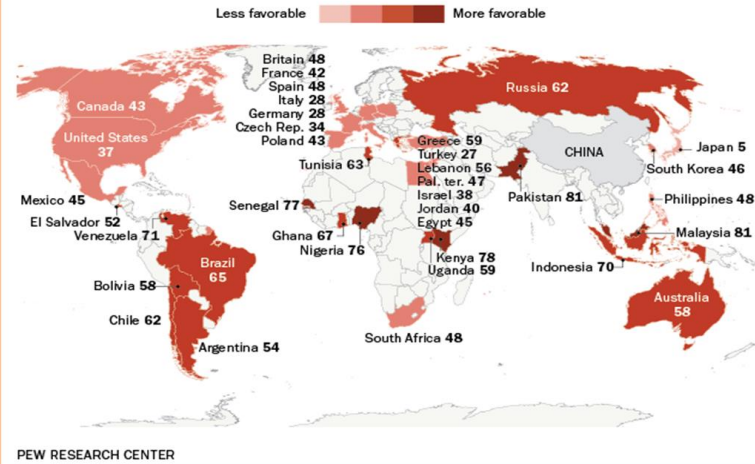 Less favorable
More favorable
Britain 48
France 42
Spain 48
Italy 28
Germany 28
Czech Rep. 34
Poland 43
Russia 62
Canada 43
United States
37
Greece 59
Turkey 27
Lebanon 56
Pal. ter. 47
Israel 38
Jordan 40
Egypt 45
CHINA
Japan 5
South Korea 46
Tunisia 63
Mexico 45
El Salvador 52
Venezuela 71
Senegal 77
Ghana 67
Nigeria 76
Pakistan 81
Philippines 48
Malaysia 81
Kenya 78
Uganda 59
Indonesia 70
Brazil
65
Bolivia 58
Chile 62
Argentina 54
South Africa 48
Australia
58
PEW RESEARCH CENTER